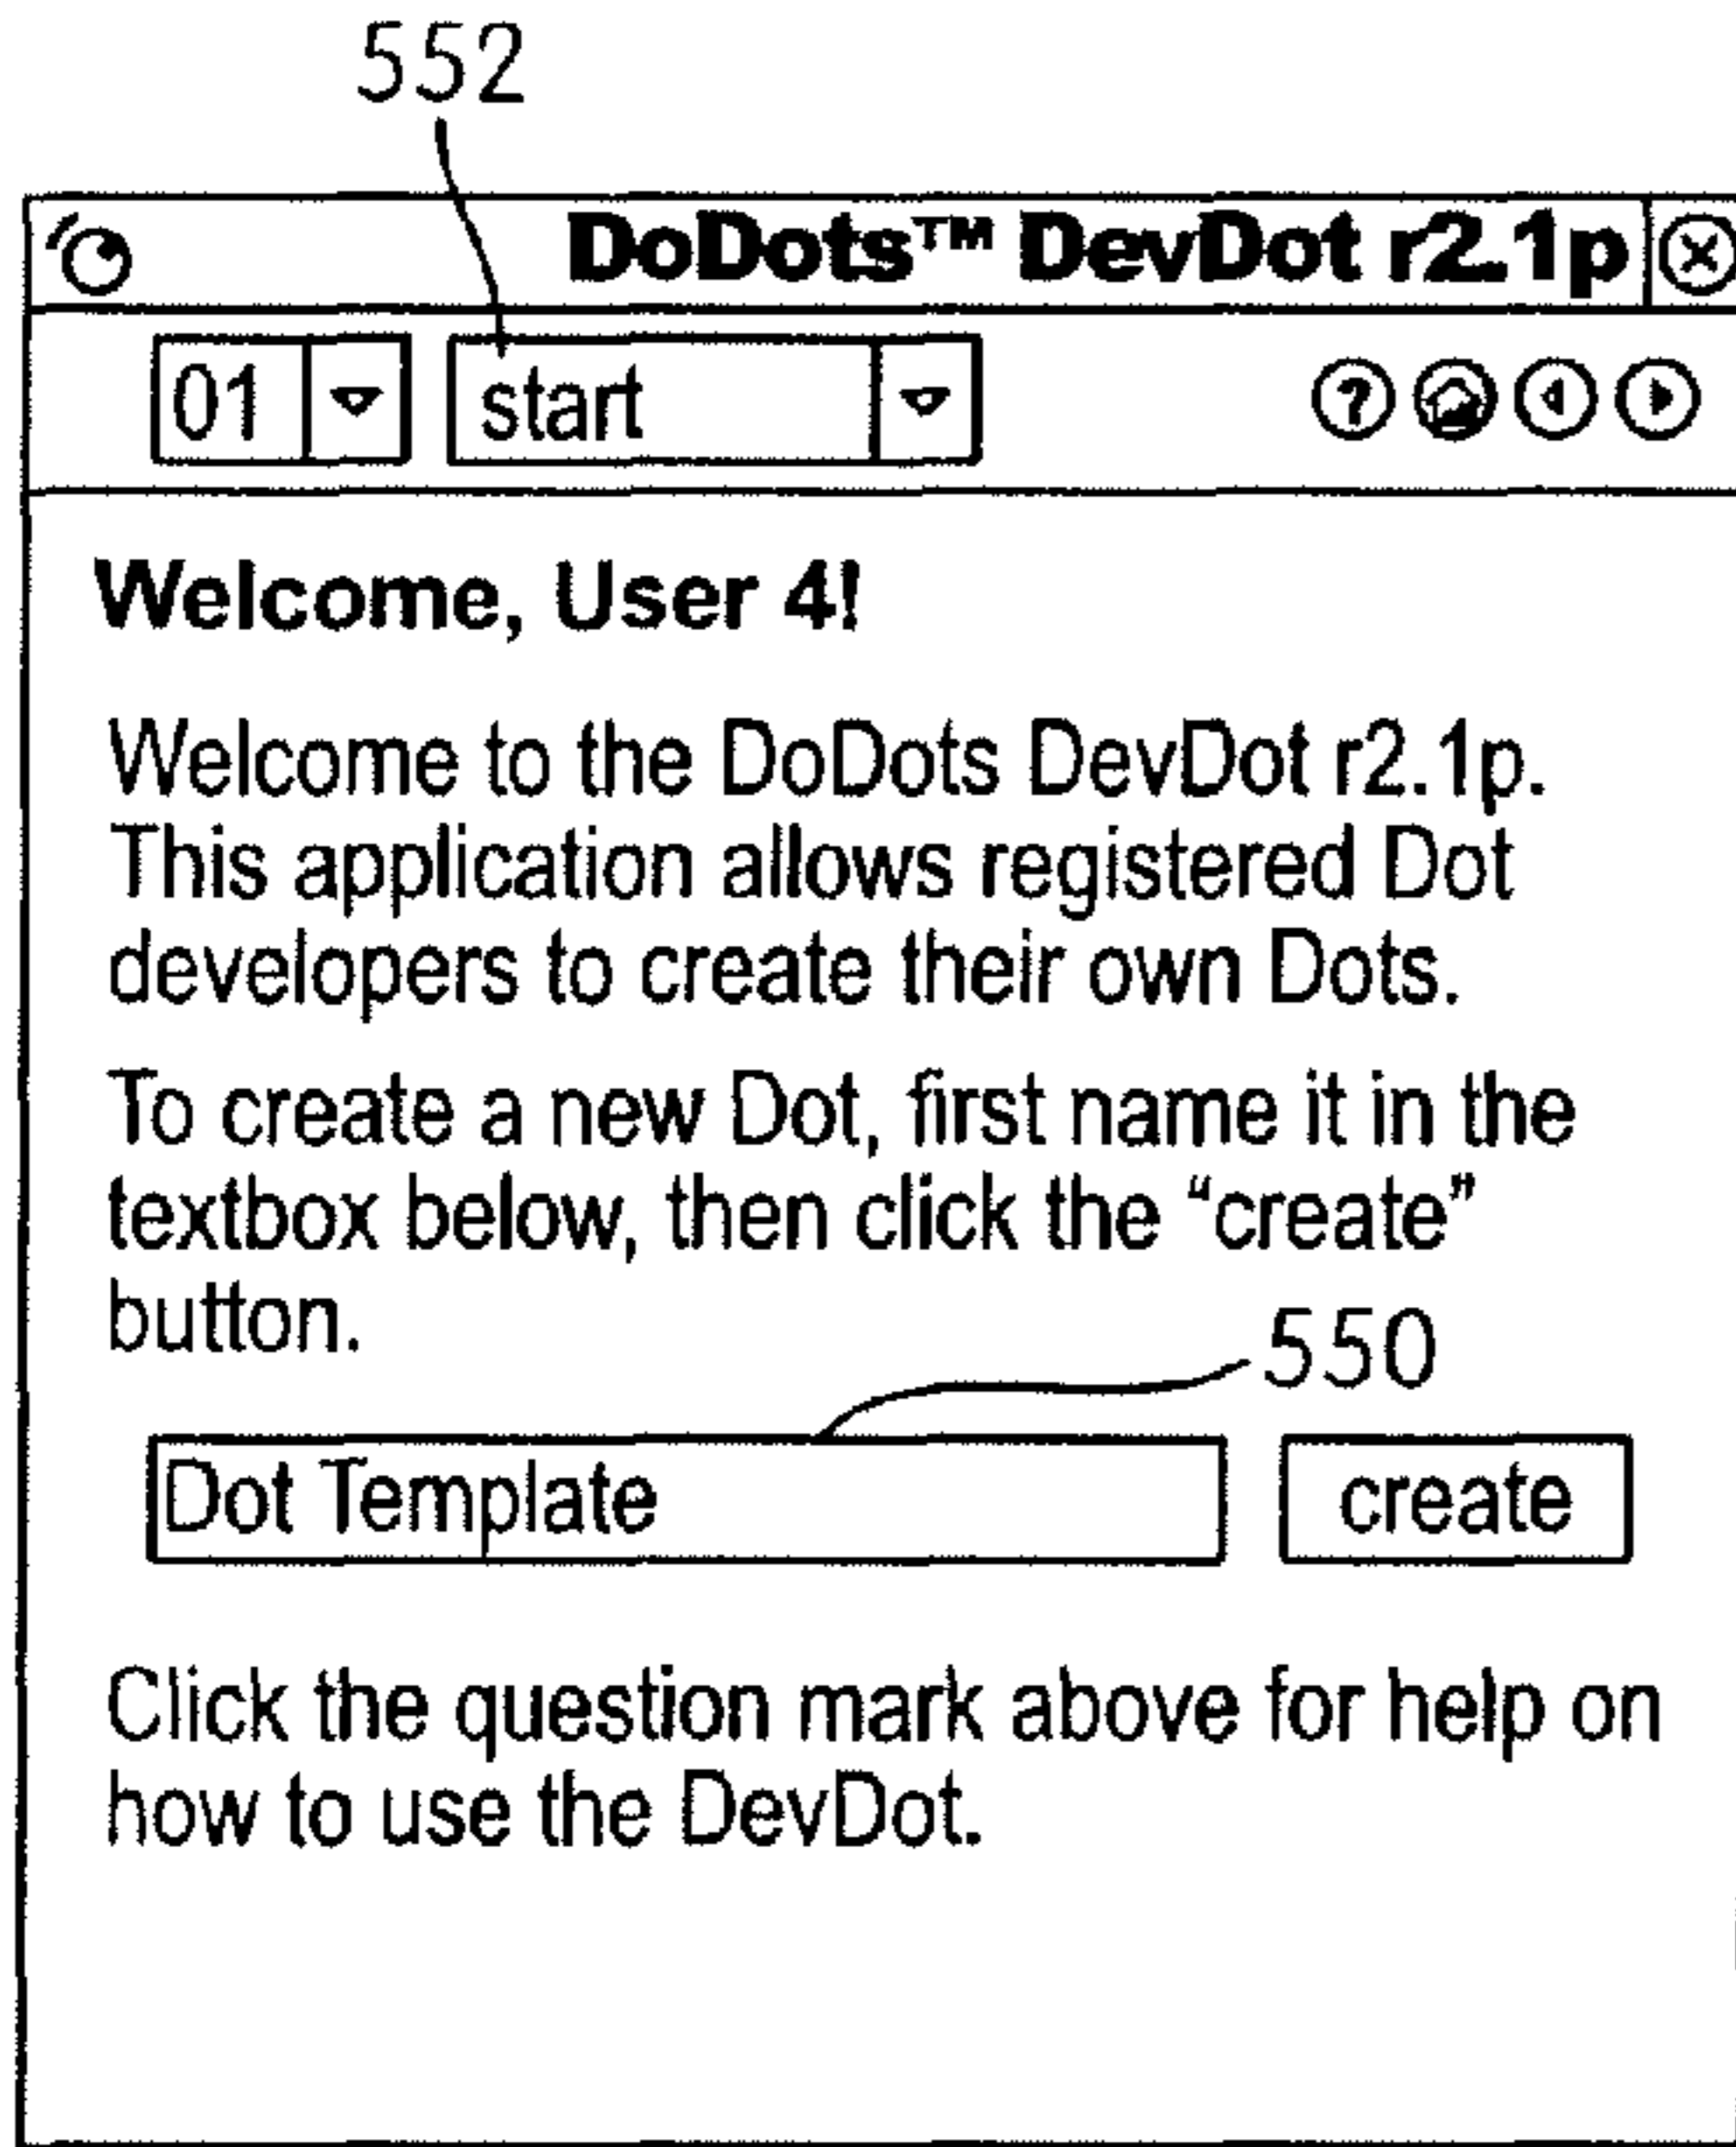 552
DoDots™ DevDot r2.1p
01 start ?
Welcome, User 4!
Welcome to the DoDots DevDot r2.1p.
This application allows registered Dot
developers to create their own Dots.
To create a new Dot, first name it in the
textbox below, then click the “create”
button.
550
Dot Template create
Click the question mark above for help on
how to use the DevDot.